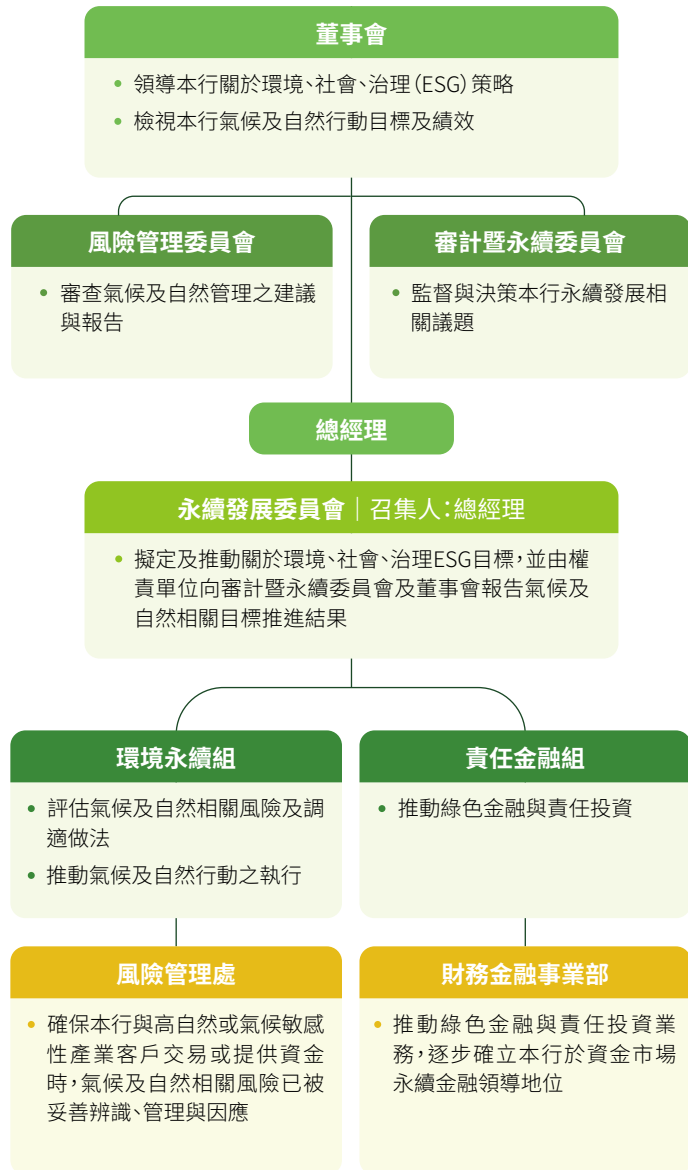 董事會
• 領導本行關於環境、社會、治理(ESG)策略
• 檢視本行氣候及自然行動目標及績效
風險管理委員會
• 審查氣候及自然管理之建議
與報告
審計暨永續委員會
• 監督與決策本行永續發展相
關議題
總經理
永續發展委員會｜召集人:總經理
• 擬定及推動關於環境、社會、治理ESG目標,並由權
責單位向審計暨永續委員會及董事會報告氣候及
自然相關目標推進結果
環境永續組
• 評估氣候及自然相關風險及調
適做法
• 推動氣候及自然行動之執行
責任金融組
• 推動綠色金融與責任投資
風險管理處
• 確保本行與高自然或氣候敏感
性產業客戶交易或提供資金
時,氣候及自然相關風險已被
妥善辨識、管理與因應
財務金融事業部
• 推動綠色金融與責任投資業
務,逐步確立本行於資金市場
永續金融領導地位